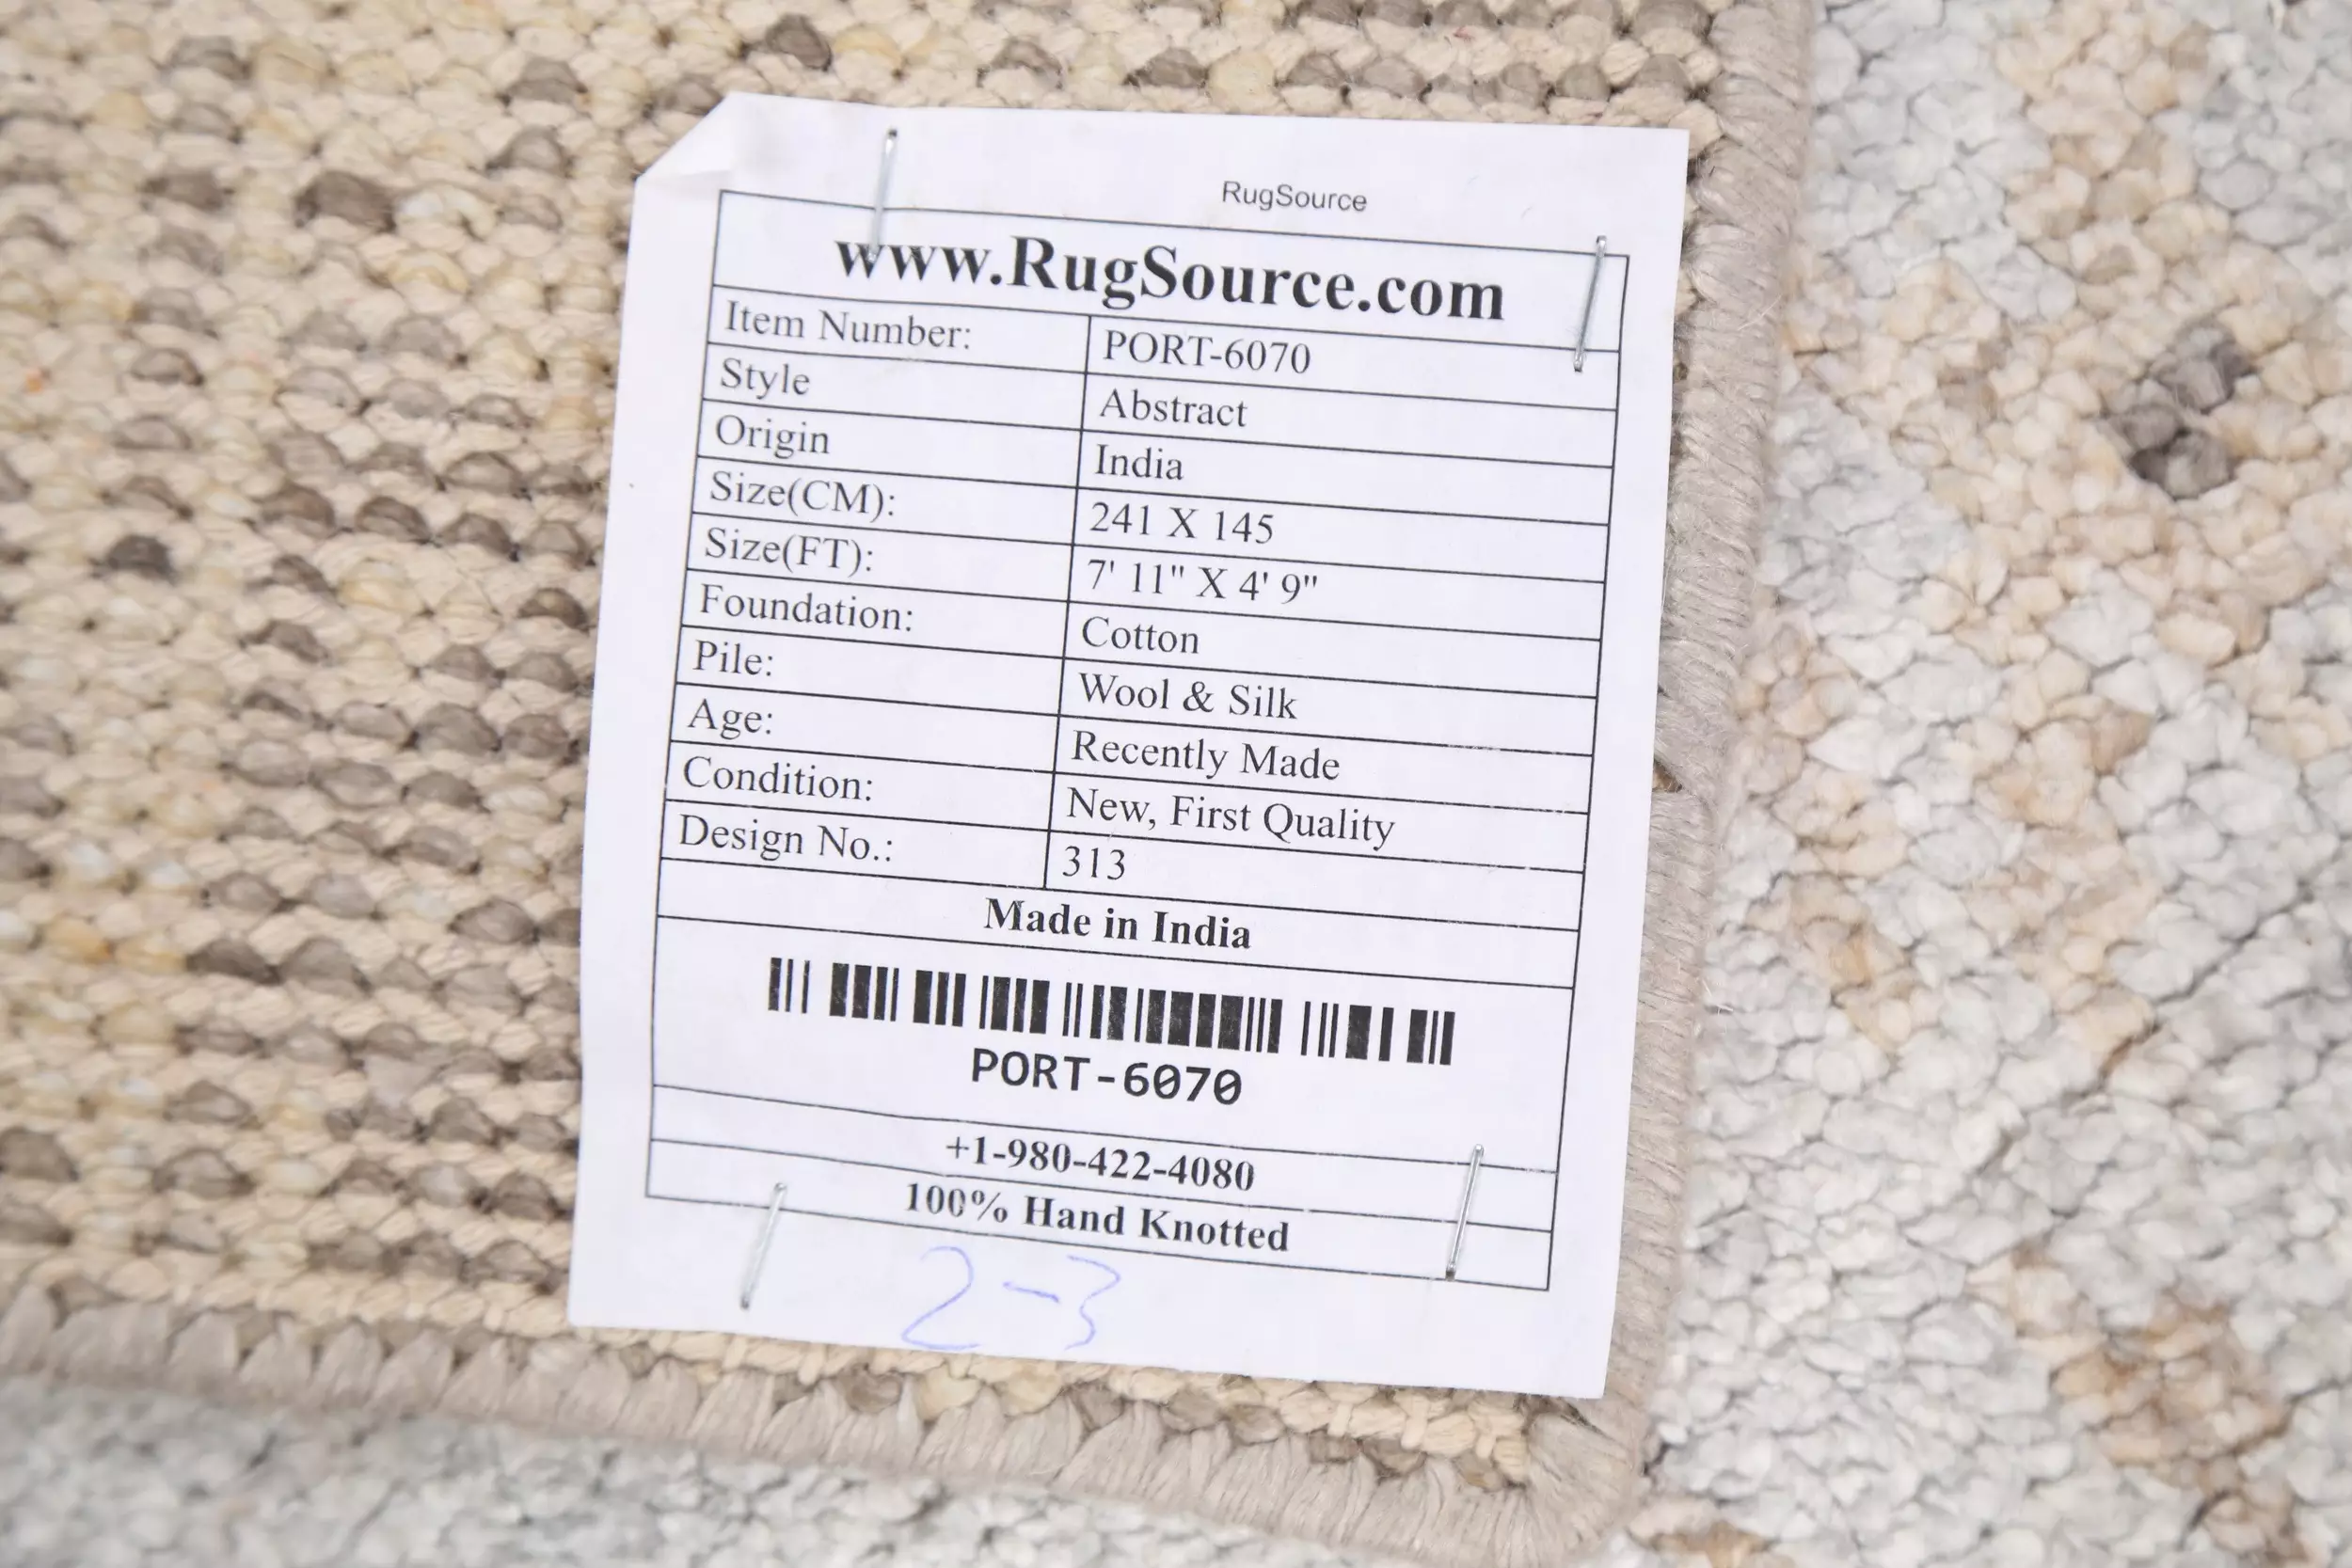 RugSource
www.RugSource.com
Item Number: PORT-6070
Style Abstract
Origin India
Size(CM): 241 X 145
Size(FT): 7' 11" X 4' 9"
Foundation: Cotton
Pile: Wool & Silk
Age: Recently Made
Condition: New, First Quality
Design No.: 313
Made in India
PORT-6070
+1-980-422-4080
100% Hand Knotted
2-3